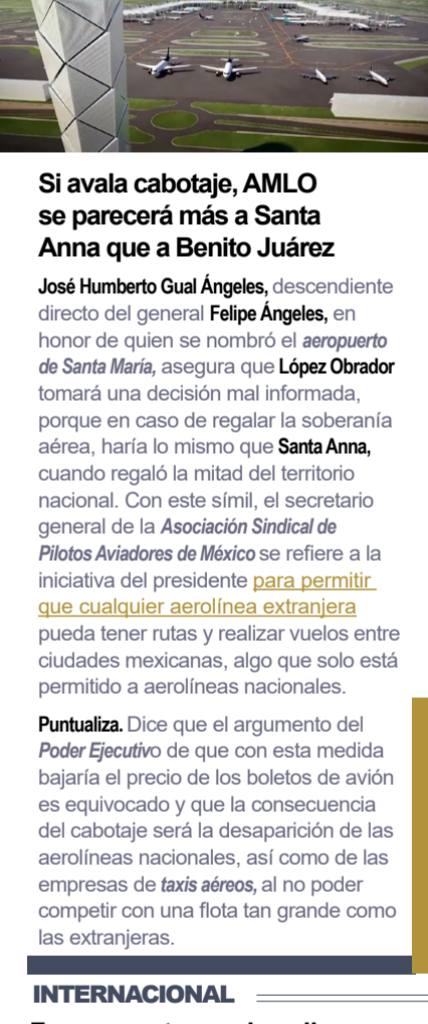 Si avala cabotaje, AMLO
se parecerá más a Santa
Anna que a Benito Juárez
José Humberto Gual Ángeles, descendiente
directo del general Felipe Ángeles, en
honor de quien se nombró el aeropuerto
de Santa María, asegura que López Obrador
tomará una decisión mal informada,
porque en caso de regalar la soberanía
aérea, haría lo mismo que Santa Anna,
cuando regaló la mitad del territorio
nacional. Con este símil, el secretario
general de la Asociación Sindical de
Pilotos Aviadores de México se refiere a la
iniciativa del presidente para permitir
que cualquier aerolínea extranjera
pueda tener rutas y realizar vuelos entre
ciudades mexicanas, algo que solo está
permitido a aerolíneas nacionales.
Puntualiza. Dice que el argumento del
Poder Ejecutivo de que con esta medida
bajaría el precio de los boletos de avión
es equivocado y que la consecuencia
del cabotaje será la desaparición de las
aerolíneas nacionales, así como de las
empresas de taxis aéreos, al no poder
competir con una flota tan grande como
las extranjeras.
INTERNACIONAL